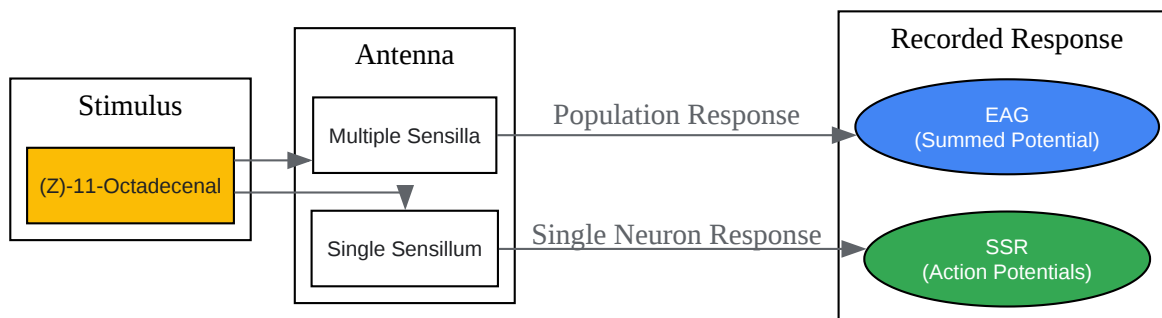 Stimulus
(Z)-11-Octadecenal
Antenna
Multiple Sensilla
Single Sensillum
Population Response
Single Neuron Response
Recorded Response
EAG
(Summed Potential)
SSR
(Action Potentials)